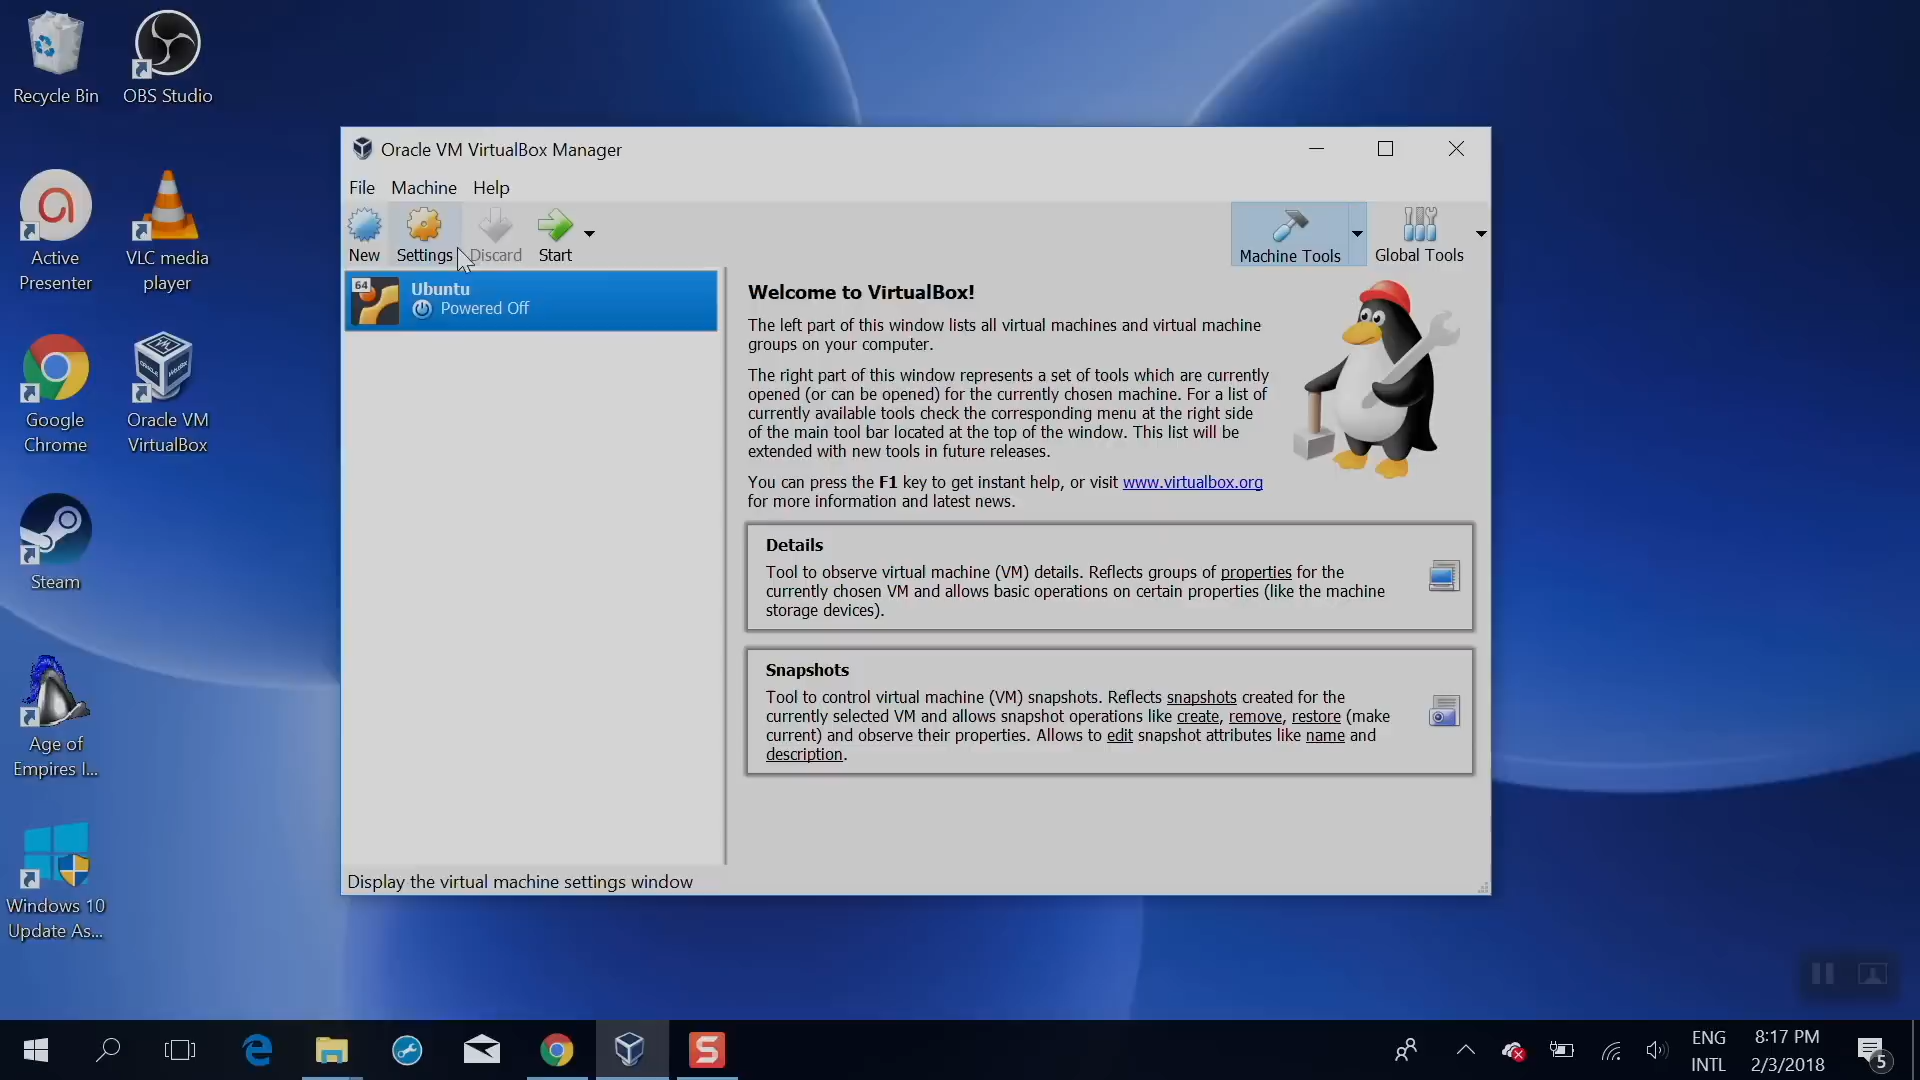 Recycle Bin
OBS Studio
Active
Presenter
VLC media
player
Google
Chrome
Oracle VM
VirtualBox
Steam
Age of
Empires I...
Windows 10
Update As...
Oracle VM VirtualBox Manager
File Machine Help
New Settings Discard Start
Machine Tools Global Tools
64
Ubuntu
Powered Off
Welcome to VirtualBox!
The left part of this window lists all virtual machines and virtual machine
groups on your computer.
The right part of this window represents a set of tools which are currently
opened (or can be opened) for the currently chosen machine. For a list of
currently available tools check the corresponding menu at the right side
of the main tool bar located at the top of the window. This list will be
extended with new tools in future releases.
You can press the F1 key to get instant help, or visit www.virtualbox.org
for more information and latest news.
Details
Tool to observe virtual machine (VM) details. Reflects groups of properties for the
currently chosen VM and allows basic operations on certain properties (like the machine
storage devices).
Snapshots
Tool to control virtual machine (VM) snapshots. Reflects snapshots created for the
currently selected VM and allows snapshot operations like create, remove, restore (make
current) and observe their properties. Allows to edit snapshot attributes like name and
description.
Display the virtual machine settings window
ENG
INTL
8:17 PM
2/3/2018
5